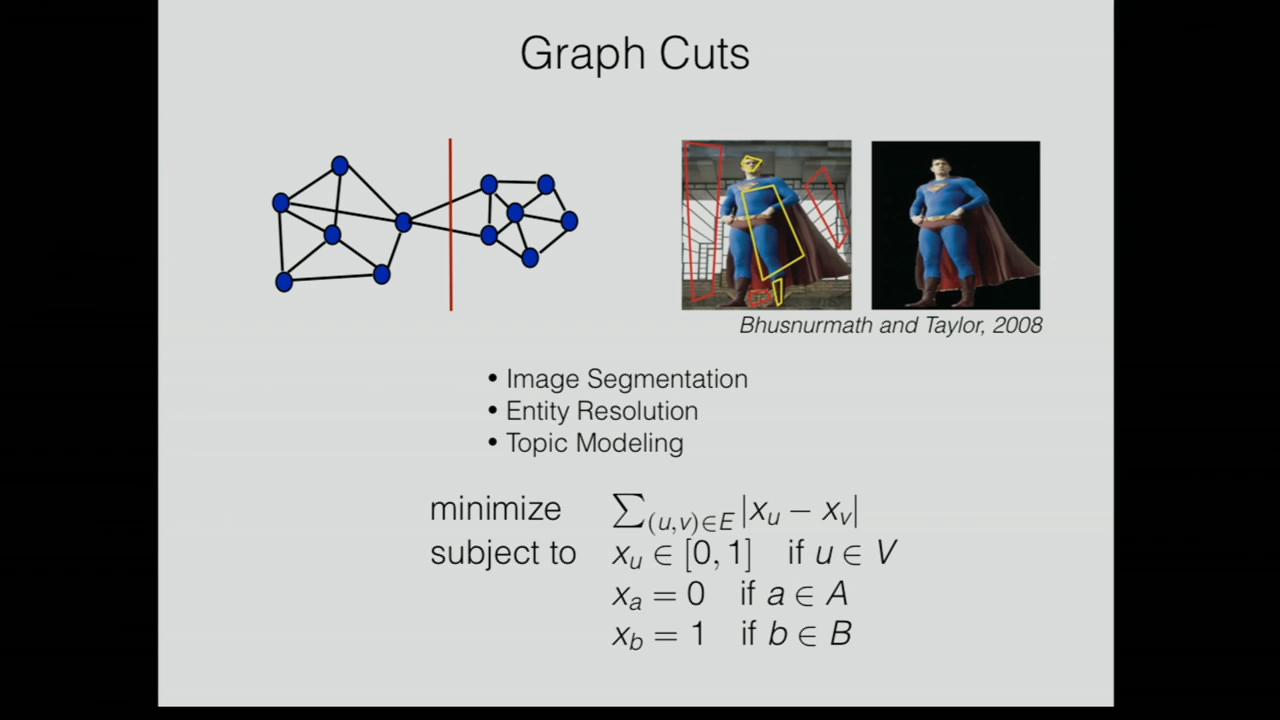 Graph Cuts
Bhusnurmath and Taylor, 2008
• Image Segmentation
• Entity Resolution
• Topic Modeling
minimize ∑(u,v)∈E |xu − xv|
subject to xu ∈ [0, 1] if u ∈ V
xa = 0 if a ∈ A
xb = 1 if b ∈ B